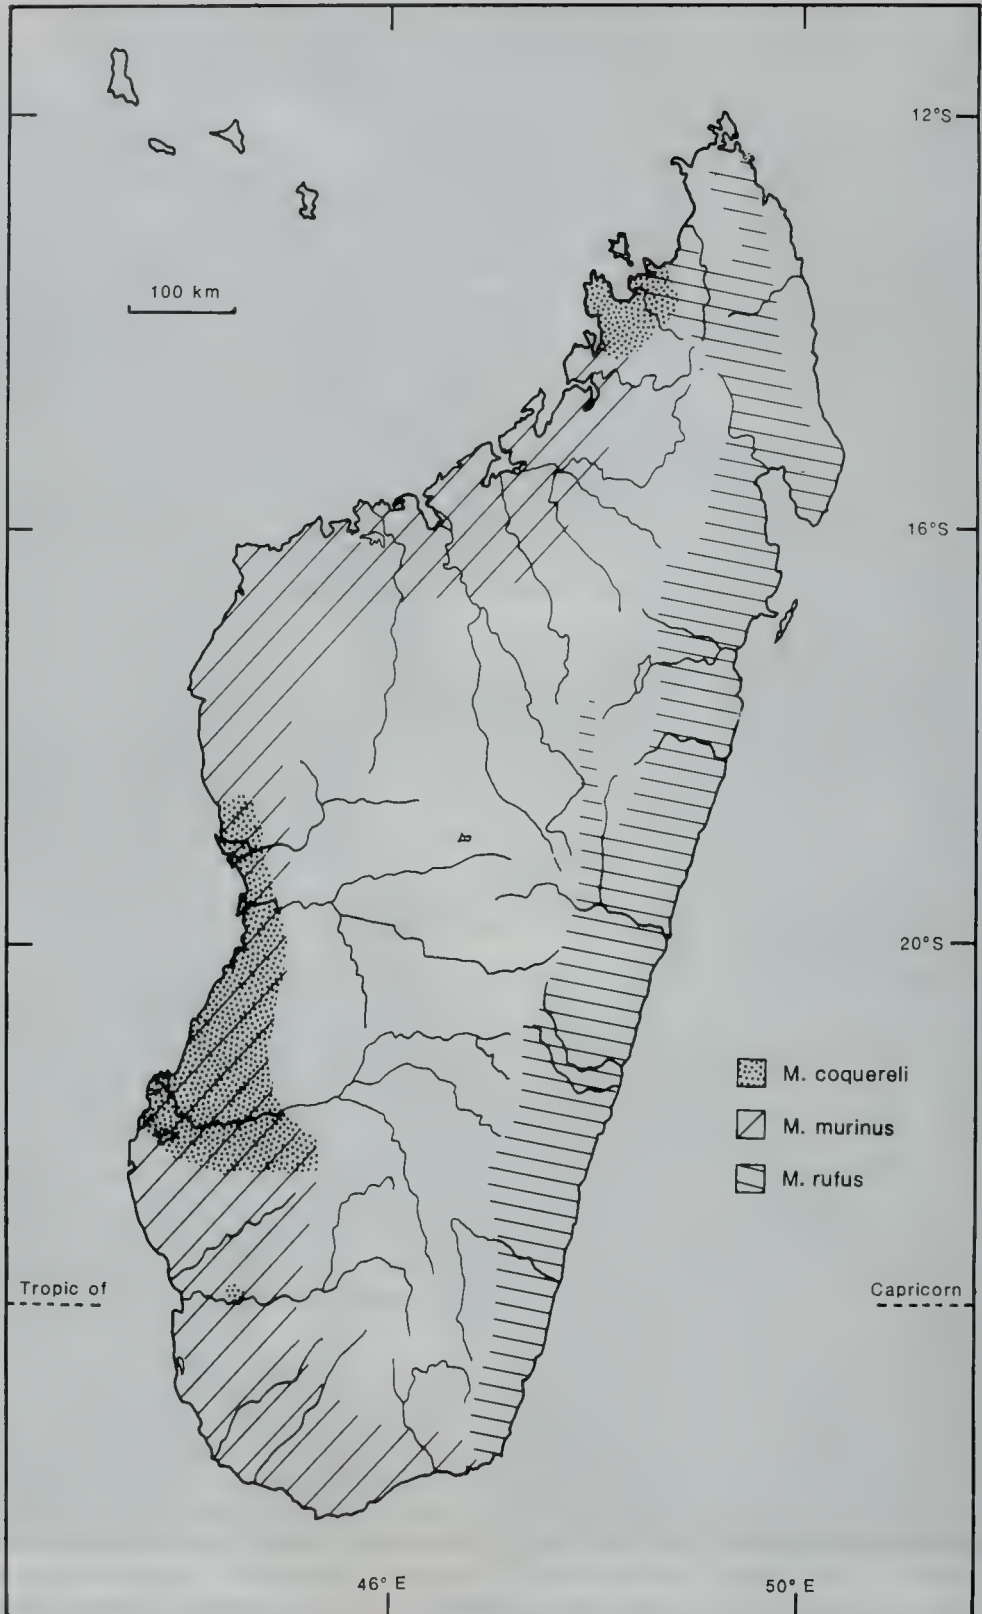 12°S
100 km
16°S
20°S
M. coquereli
M. murinus
M. rufus
Tropic of Capricorn
46° E
50° E